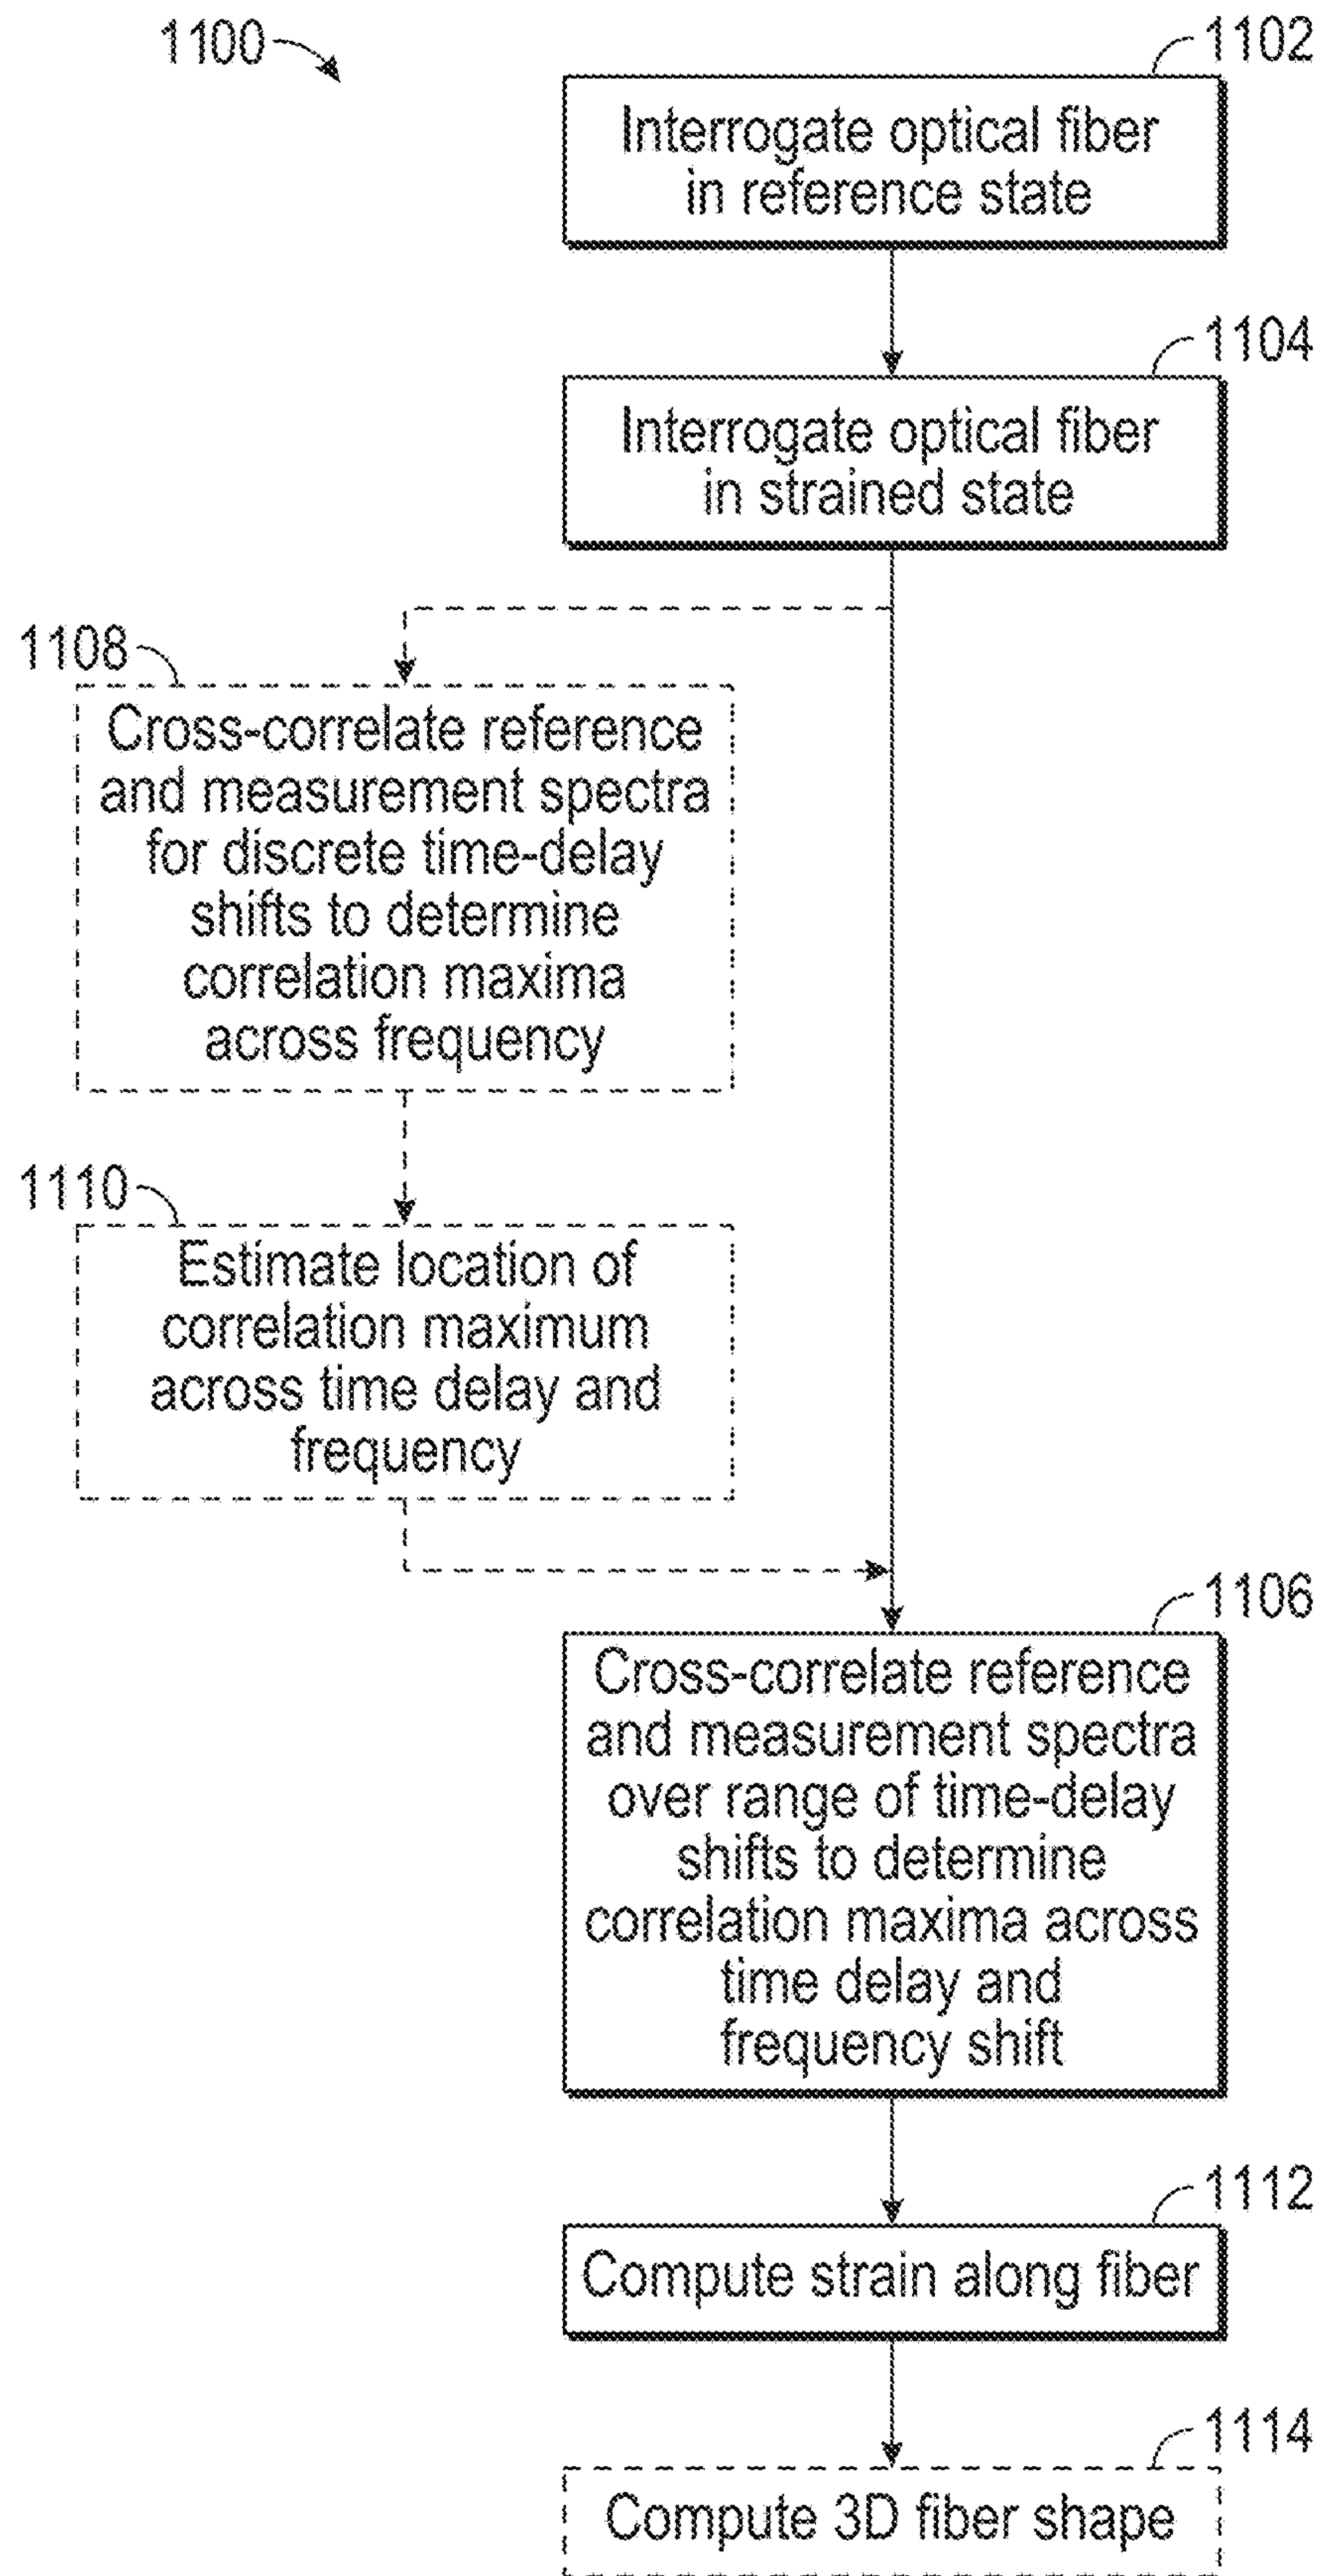 1100
1102
Interrogate optical fiber
in reference state
1104
Interrogate optical fiber
in strained state
1108
Cross-correlate reference
and measurement spectra
for discrete time-delay
shifts to determine
correlation maxima
across frequency
1110
Estimate location of
correlation maximum
across time delay and
frequency
1106
Cross-correlate reference
and measurement spectra
over range of time-delay
shifts to determine
correlation maxima across
time delay and
frequency shift
1112
Compute strain along fiber
1114
Compute 3D fiber shape